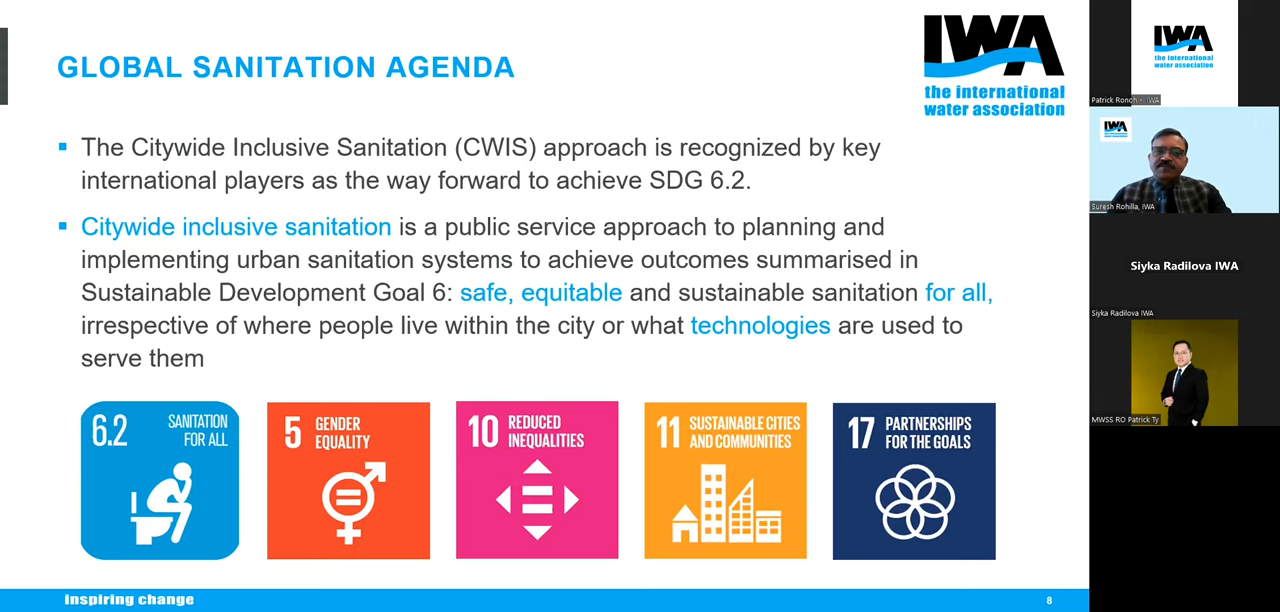 GLOBAL SANITATION AGENDA
IWA
the international
water association
The Citywide Inclusive Sanitation (CWIS) approach is recognized by key
international players as the way forward to achieve SDG 6.2.
Citywide inclusive sanitation is a public service approach to planning and
implementing urban sanitation systems to achieve outcomes summarised in
Sustainable Development Goal 6: safe, equitable and sustainable sanitation for all,
irrespective of where people live within the city or what technologies are used to
serve them
6.2 SANITATION
FOR ALL
5 GENDER
EQUALITY
10 REDUCED
INEQUALITIES
11 SUSTAINABLE CITIES
AND COMMUNITIES
17 PARTNERSHIPS
FOR THE GOALS
inspiring change
8
IWA
the international
water association
Patrick Ronoh - IWA
IWA
Suresh Rohilla, IWA
Siyka Radilova IWA
Siyka Radilova IWA
MWSS RO Patrick Ty